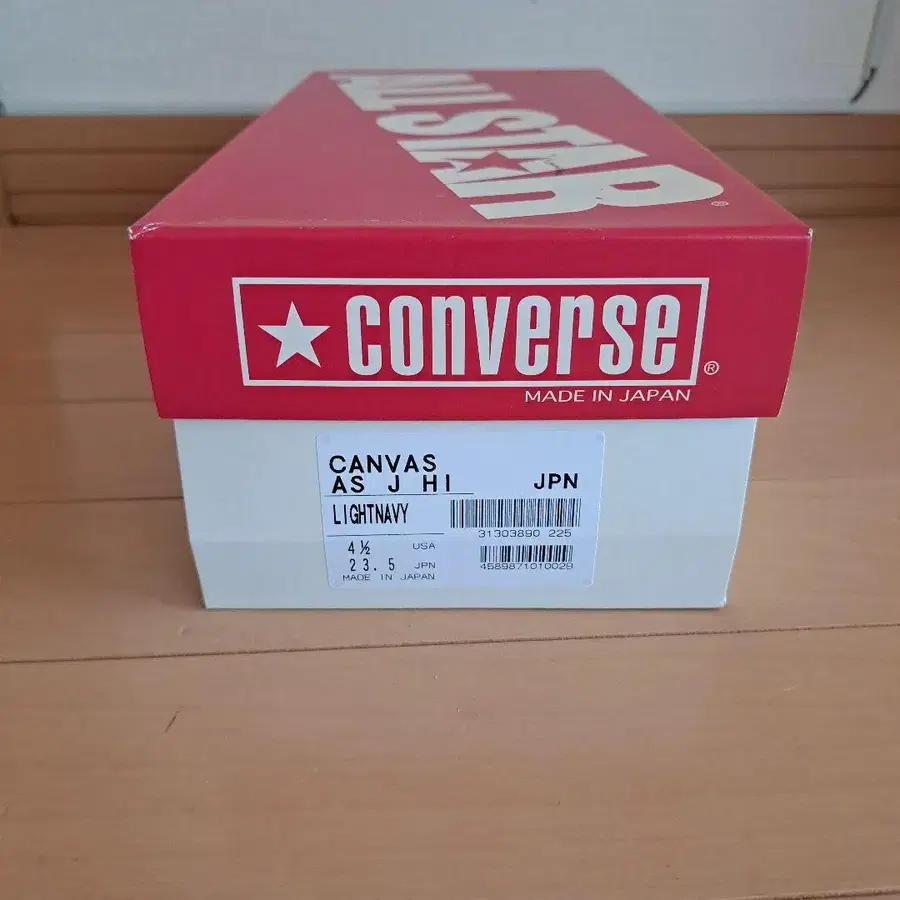 ALL STAR
®
CONVERSE
®
MADE IN JAPAN
CANVAS
AS J HI JPN
LIGHTNAVY
31303890 225
4½ USA
23.5 JPN
4589871010029
MADE IN JAPAN